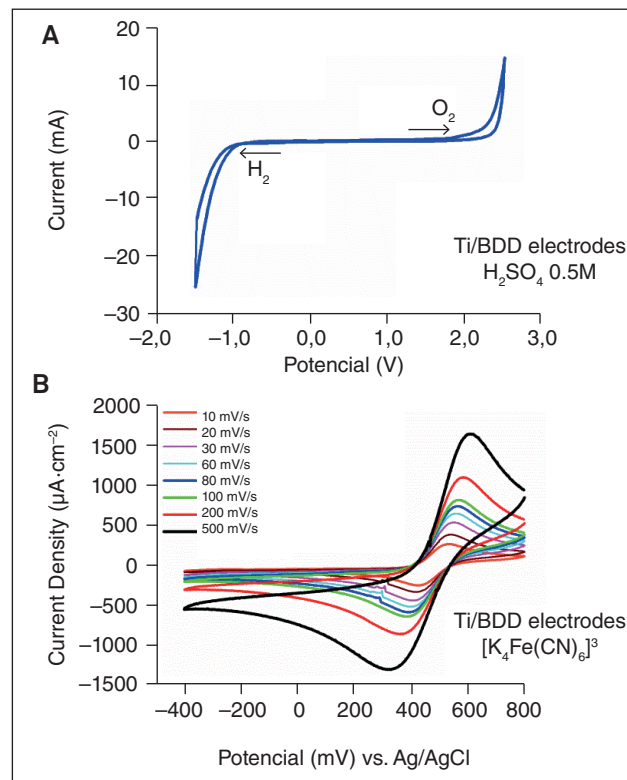 A
20
10
0
−10
−20
−30
Current (mA)
O₂
H₂
Ti/BDD electrodes
H₂SO₄ 0.5M
−2,0 −1,0 0,0 1,0 2,0 3,0
Potencial (V)
B
2000
1500
1000
500
0
−500
−1000
−1500
Current Density (µA·cm⁻²)
10 mV/s
20 mV/s
30 mV/s
60 mV/s
80 mV/s
100 mV/s
200 mV/s
500 mV/s
Ti/BDD electrodes
[K₄Fe(CN)₆]³
−400 −200 0 200 400 600 800
Potencial (mV) vs. Ag/AgCl